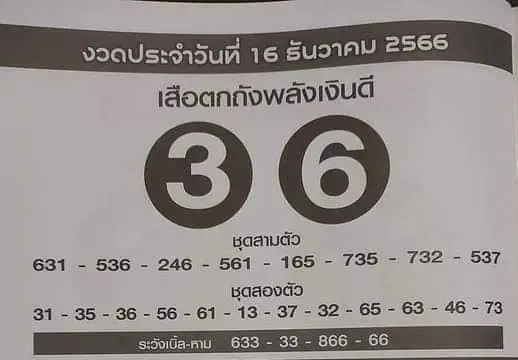 งวดประจำวันที่ 16 ธันวาคม 2566
เสือตกถังพลังเงินดี
3 6
ชุดสามตัว
631 - 536 - 246 - 561 - 165 - 735 - 732 - 537
ชุดสองตัว
31 - 35 - 36 - 56 - 61 - 13 - 37 - 32 - 65 - 63 - 46 - 73
ระวังเบิ้ล-หาม 633 - 33 - 866 - 66